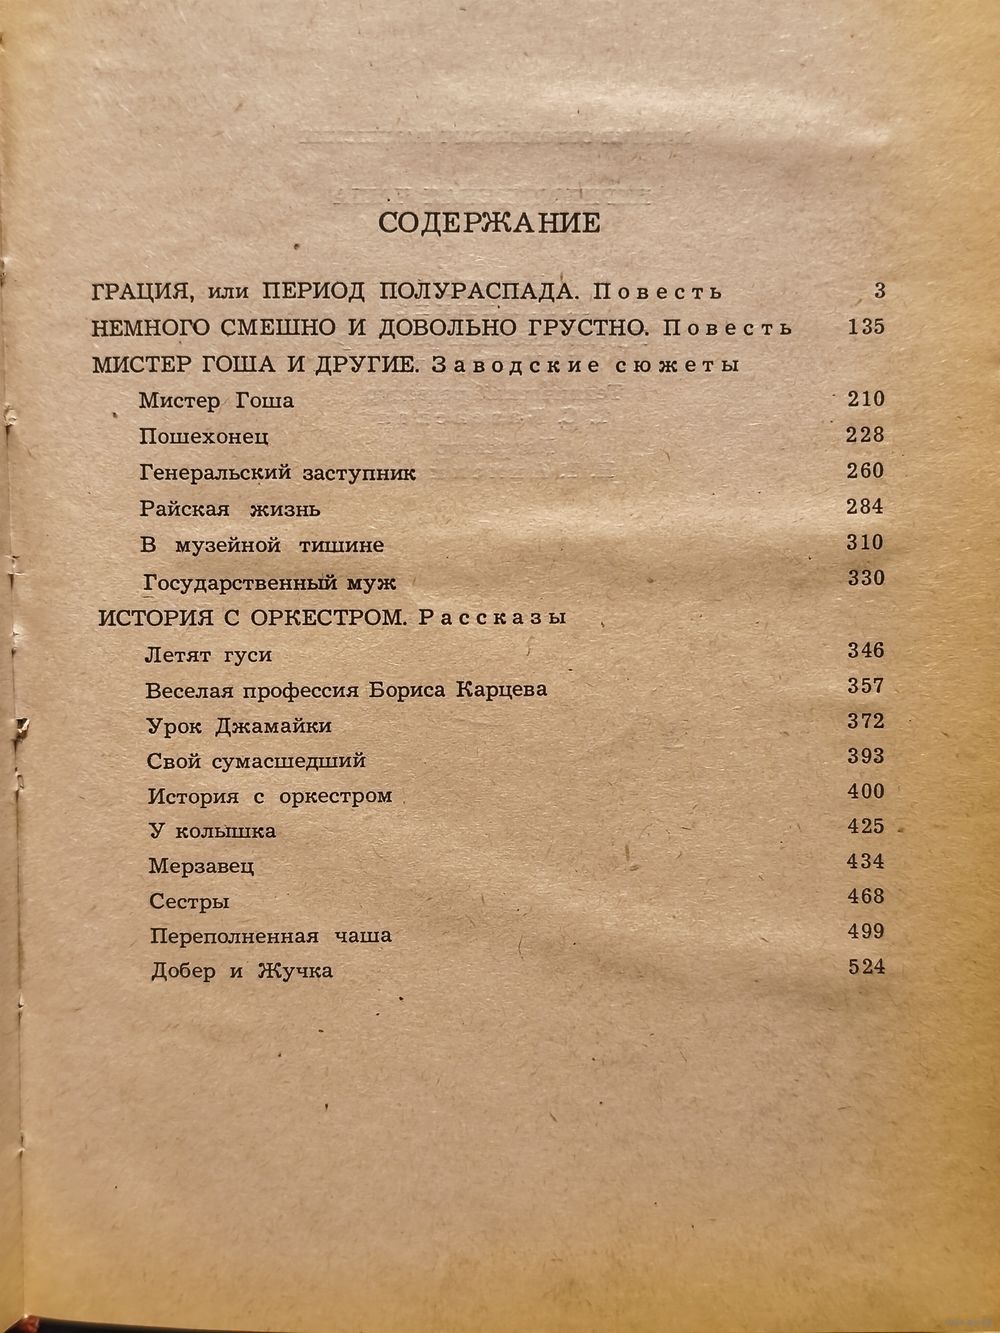 СОДЕРЖАНИЕ
ГРАЦИЯ, или ПЕРИОД ПОЛУРАСПАДА. Повесть 3
НЕМНОГО СМЕШНО И ДОВОЛЬНО ГРУСТНО. Повесть 135
МИСТЕР ГОША И ДРУГИЕ. Заводские сюжеты
Мистер Гоша 210
Пошехонец 228
Генеральский заступник 260
Райская жизнь 284
В музейной тишине 310
Государственный муж 330
ИСТОРИЯ С ОРКЕСТРОМ. Рассказы
Летят гуси 346
Веселая профессия Бориса Карцева 357
Урок Джамайки 372
Свой сумасшедший 393
История с оркестром 400
У колышка 425
Мерзавец 434
Сестры 468
Переполненная чаша 499
Добер и Жучка 524